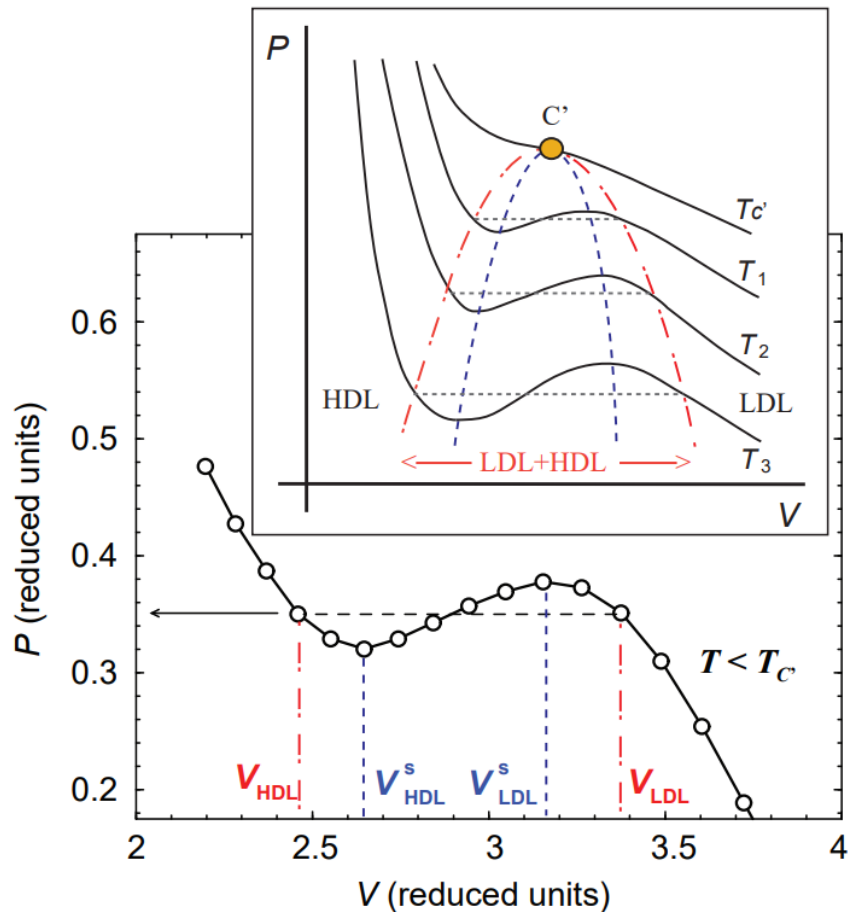 P
C’
Tc’
T1
T2
HDL
LDL
T3
LDL+HDL
V
0.6
0.5
0.4
0.3
0.2
P (reduced units)
T < TC’
VHDL
VsHDL
VsLDL
VLDL
2
2.5
3
3.5
4
V (reduced units)